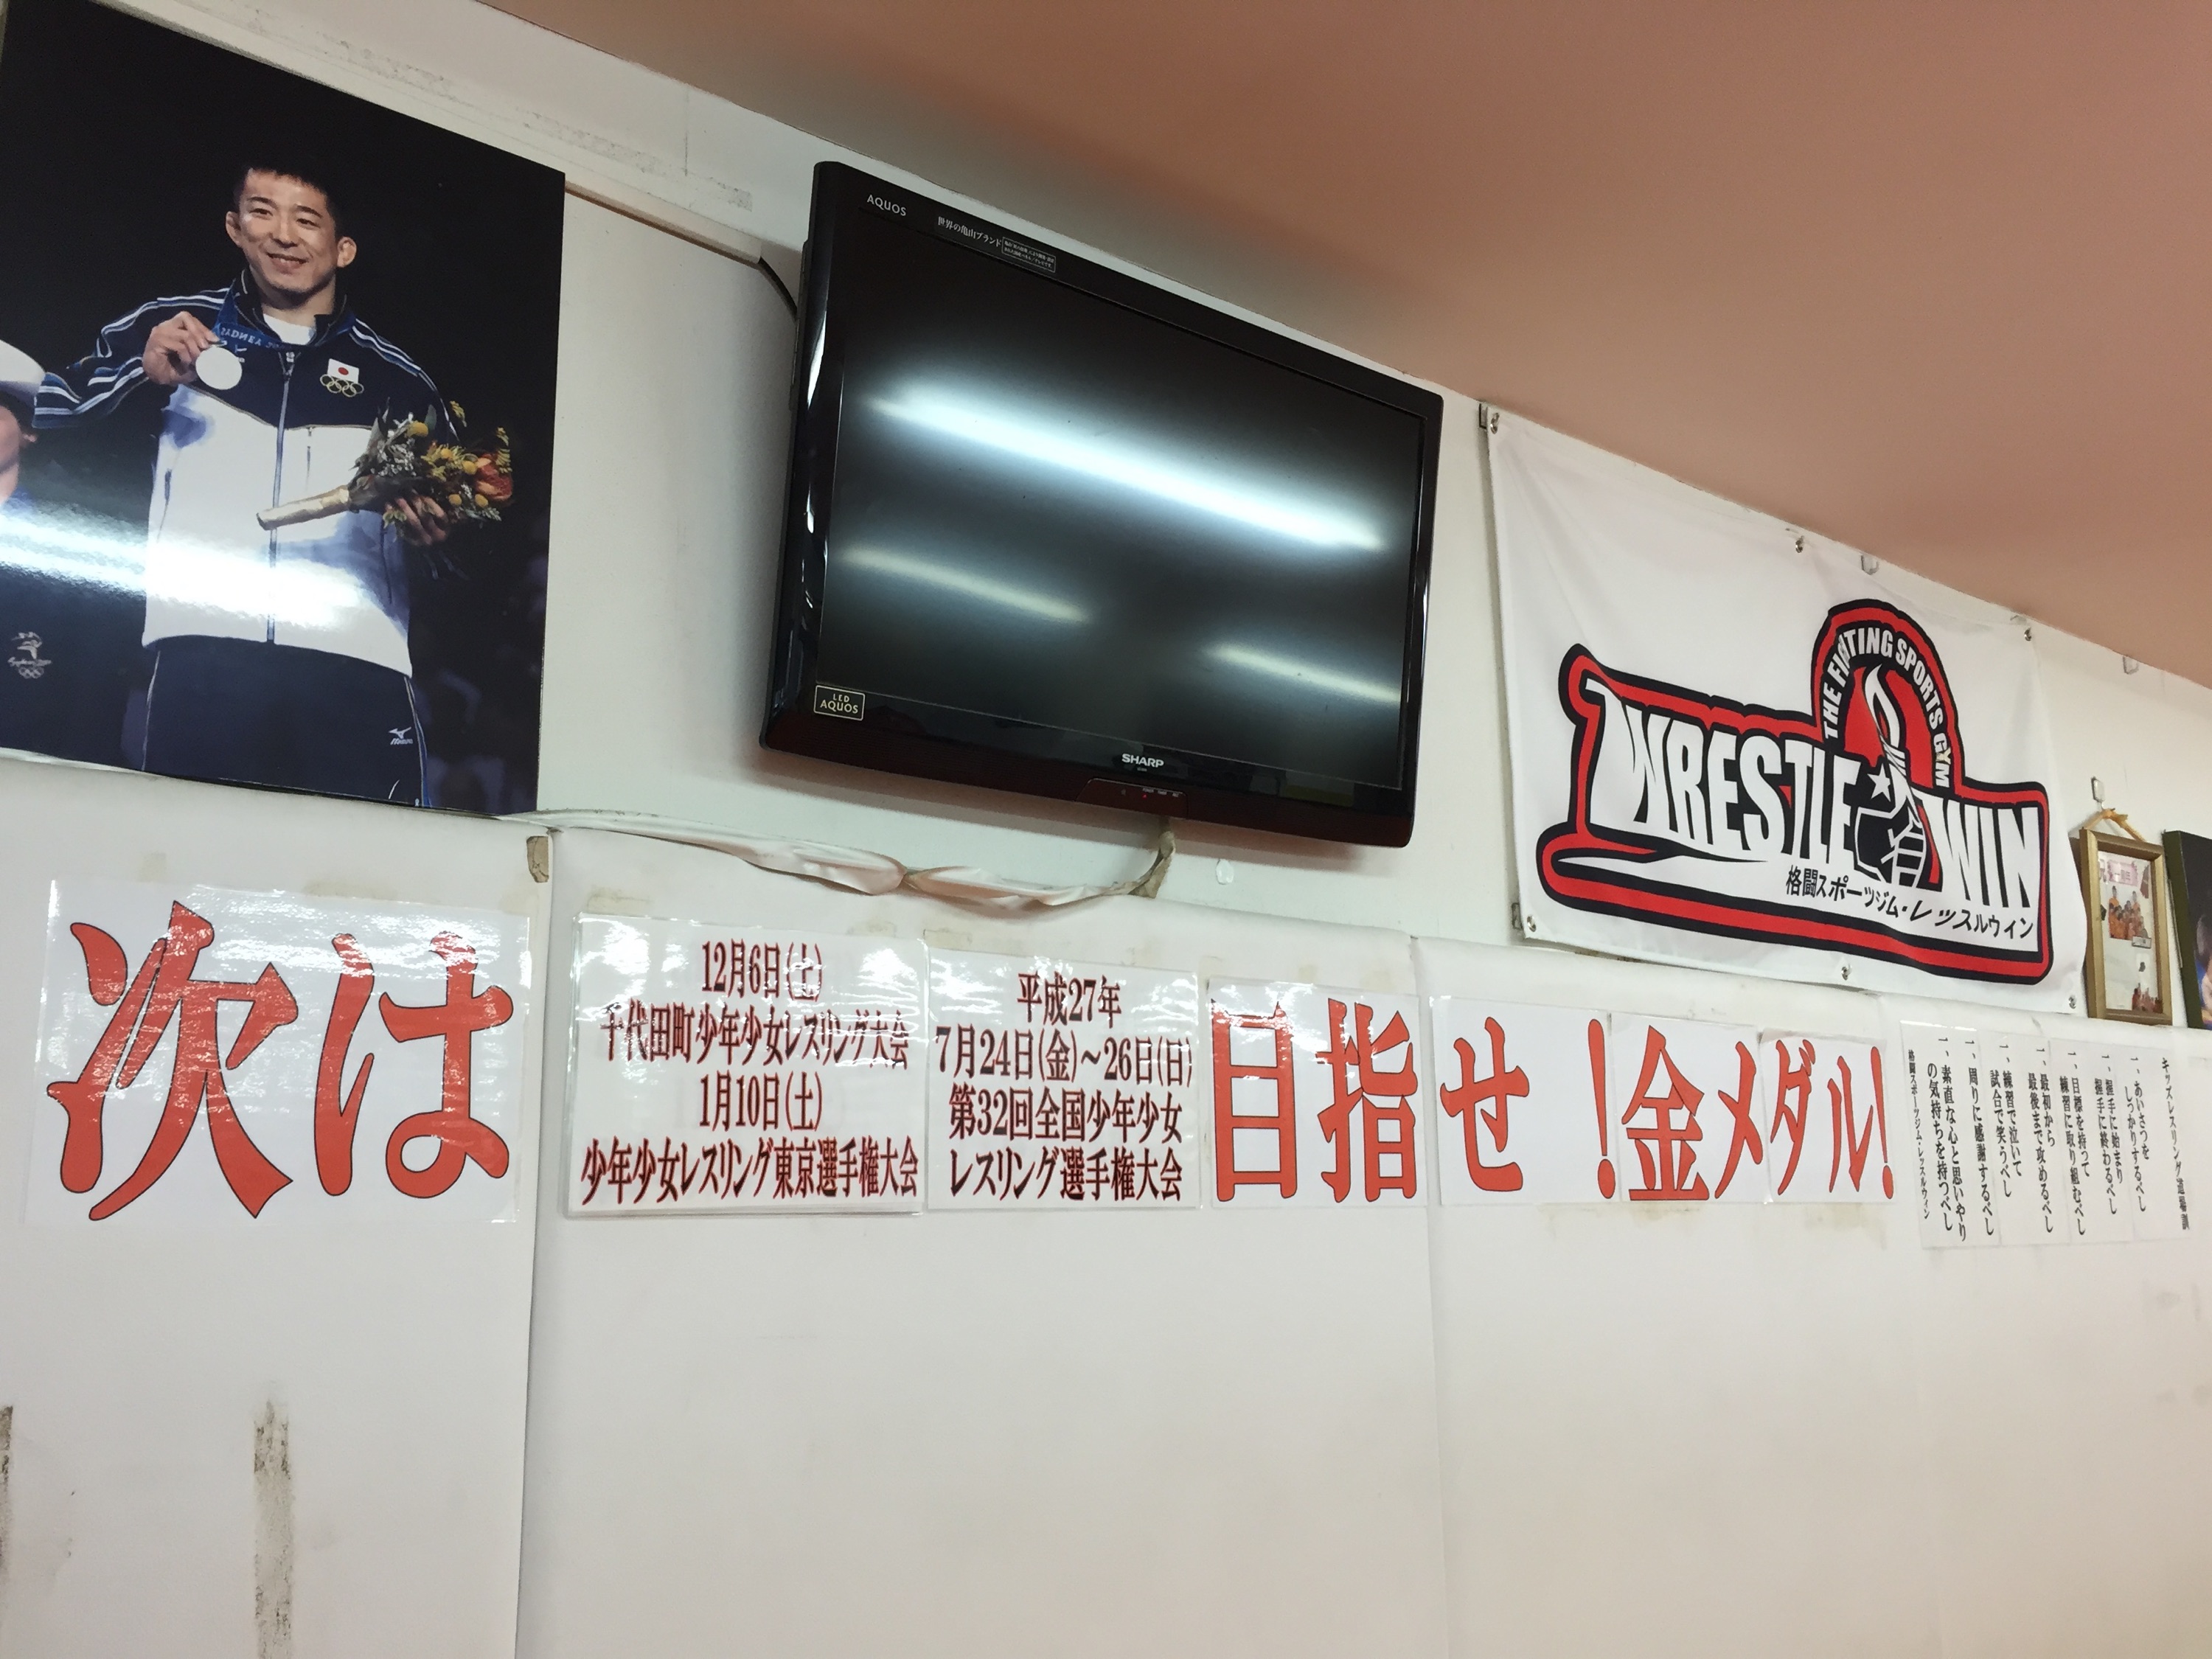 AQUOS
世界の亀山ブランド
LED
AQUOS
SHARP
THE FIGHTING SPORTS GYM
WRESTLE WIN
格闘スポーツジム・レッスルウィン
次は
12月6日(土)
千代田町少年少女レスリング大会
1月10日(土)
少年少女レスリング東京選手権大会
平成27年
7月24日(金)~26日(日)
第32回全国少年少女
レスリング選手権大会
目指せ!金メダル!
キッズレスリング道場訓
一、あいさつを
しっかりするべし
一、握手に始まり
握手に終わるべし
一、目標を持って
練習に取り組むべし
一、最初から
最後まで攻めるべし
一、練習で泣いて
試合で笑うべし
一、周りに感謝するべし
一、素直な心と思いやり
の気持ちを持つべし
格闘スポーツジム・レッスルウィン